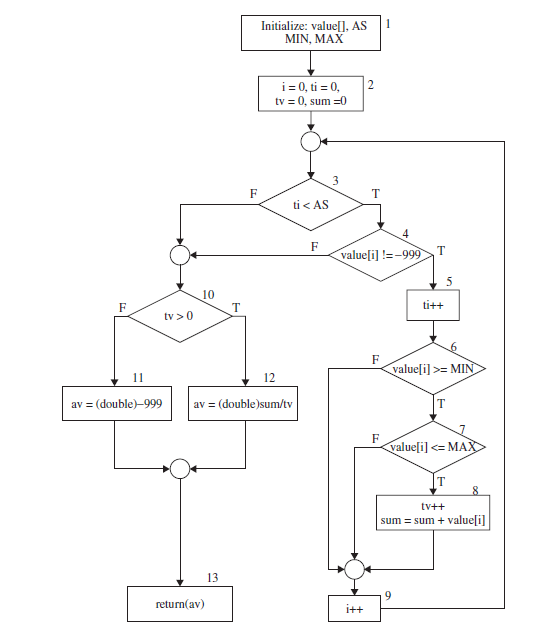 Initialize: value[], AS
MIN, MAX
1
i = 0, ti = 0,
tv = 0, sum =0
2
3
F
T
ti < AS
4
F
value[i] !=−999
T
5
ti++
10
F
T
tv > 0
6
F
value[i] >= MIN
T
11
12
av = (double)−999
av = (double)sum/tv
7
F
value[i] <= MAX
T
8
tv++
sum = sum + value[i]
13
return(av)
9
i++